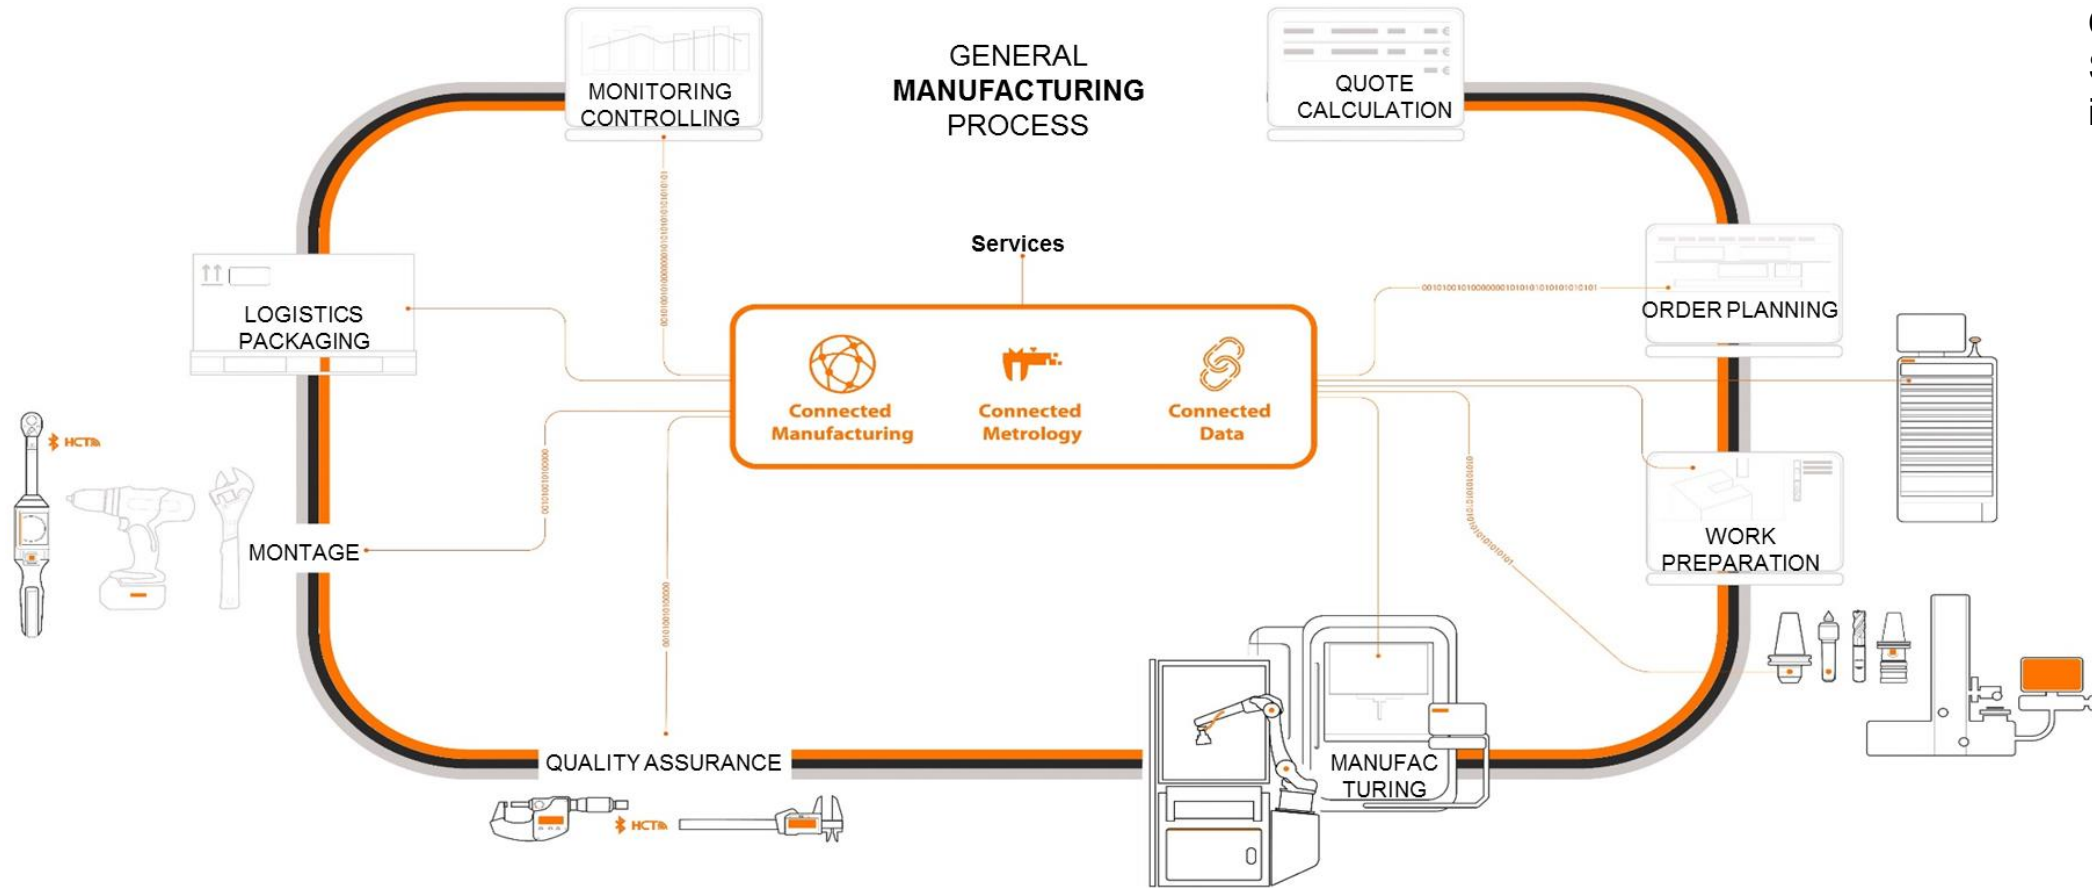 GENERAL
MANUFACTURING
PROCESS
MONITORING
CONTROLLING
QUOTE
CALCULATION
Services
LOGISTICS
PACKAGING
ORDER PLANNING
Connected
Manufacturing
Connected
Metrology
Connected
Data
HCT
MONTAGE
WORK
PREPARATION
QUALITY ASSURANCE
MANUFAC
TURING
HCT